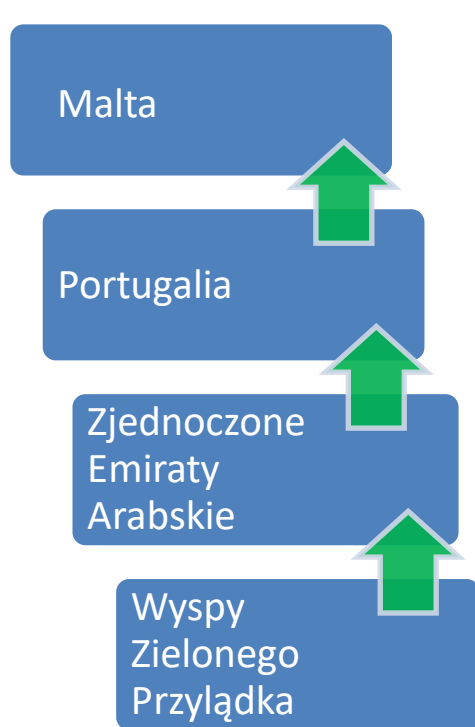 Malta
Portugalia
Zjednoczone
Emiraty
Arabskie
Wyspy
Zielonego
Przylądka